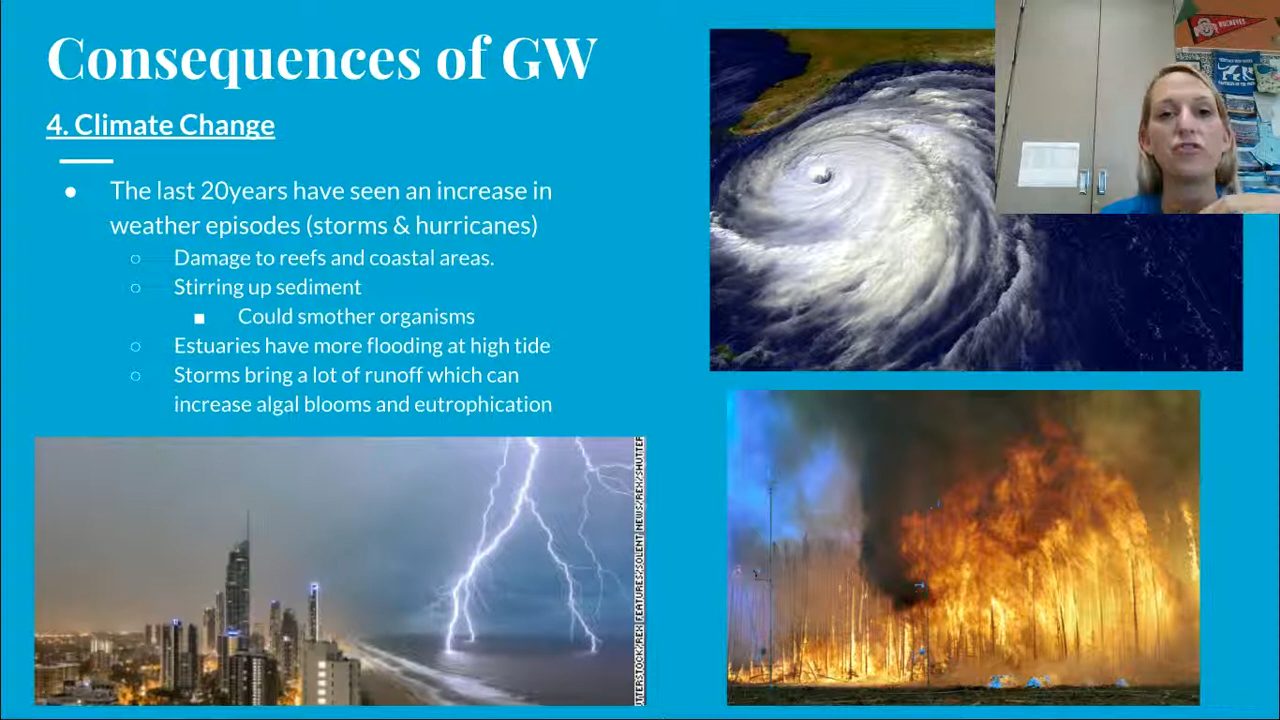 Consequences of GW
4. Climate Change
● The last 20years have seen an increase in
weather episodes (storms & hurricanes)
○ Damage to reefs and coastal areas.
○ Stirring up sediment
■ Could smother organisms
○ Estuaries have more flooding at high tide
○ Storms bring a lot of runoff which can
increase algal blooms and eutrophication
BUCKEYES
FEATURES/SOLENT NEWS/REX/SHUTTER